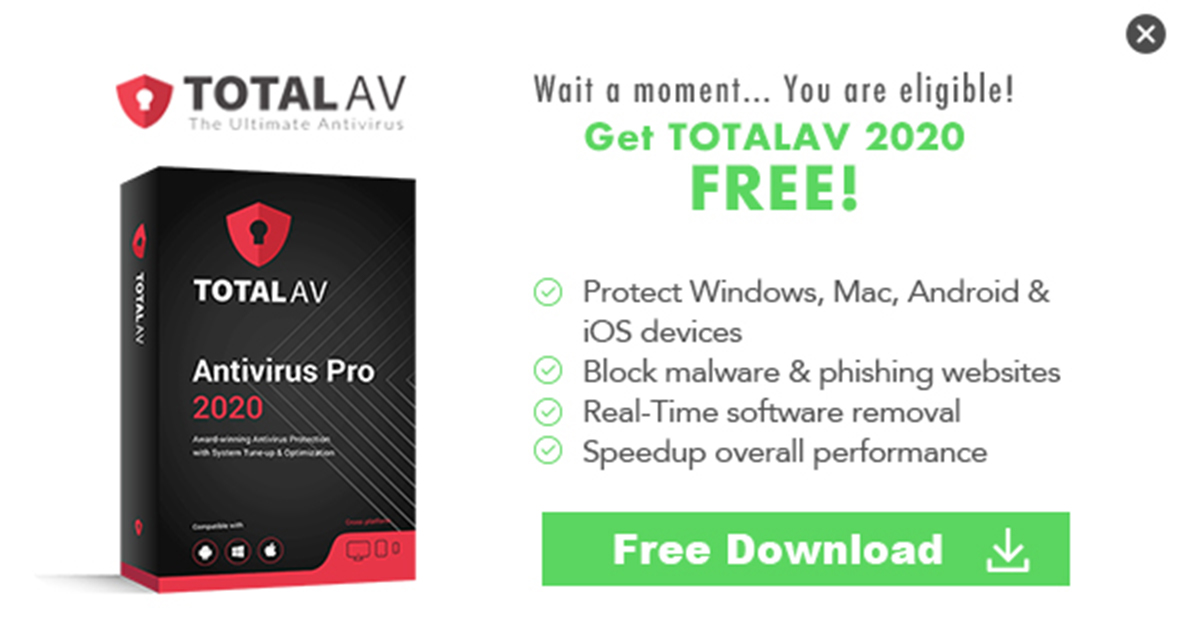 TOTAL AV
The Ultimate Antivirus
Wait a moment... You are eligible!
Get TOTALAV 2020
FREE!
TOTAL AV
TOTAL AV
Antivirus Pro
2020
Award-winning Antivirus Protection
with System Tune-up & Optimization
Compatible with
Cross-platform
Protect Windows, Mac, Android &
iOS devices
Block malware & phishing websites
Real-Time software removal
Speedup overall performance
Free Download